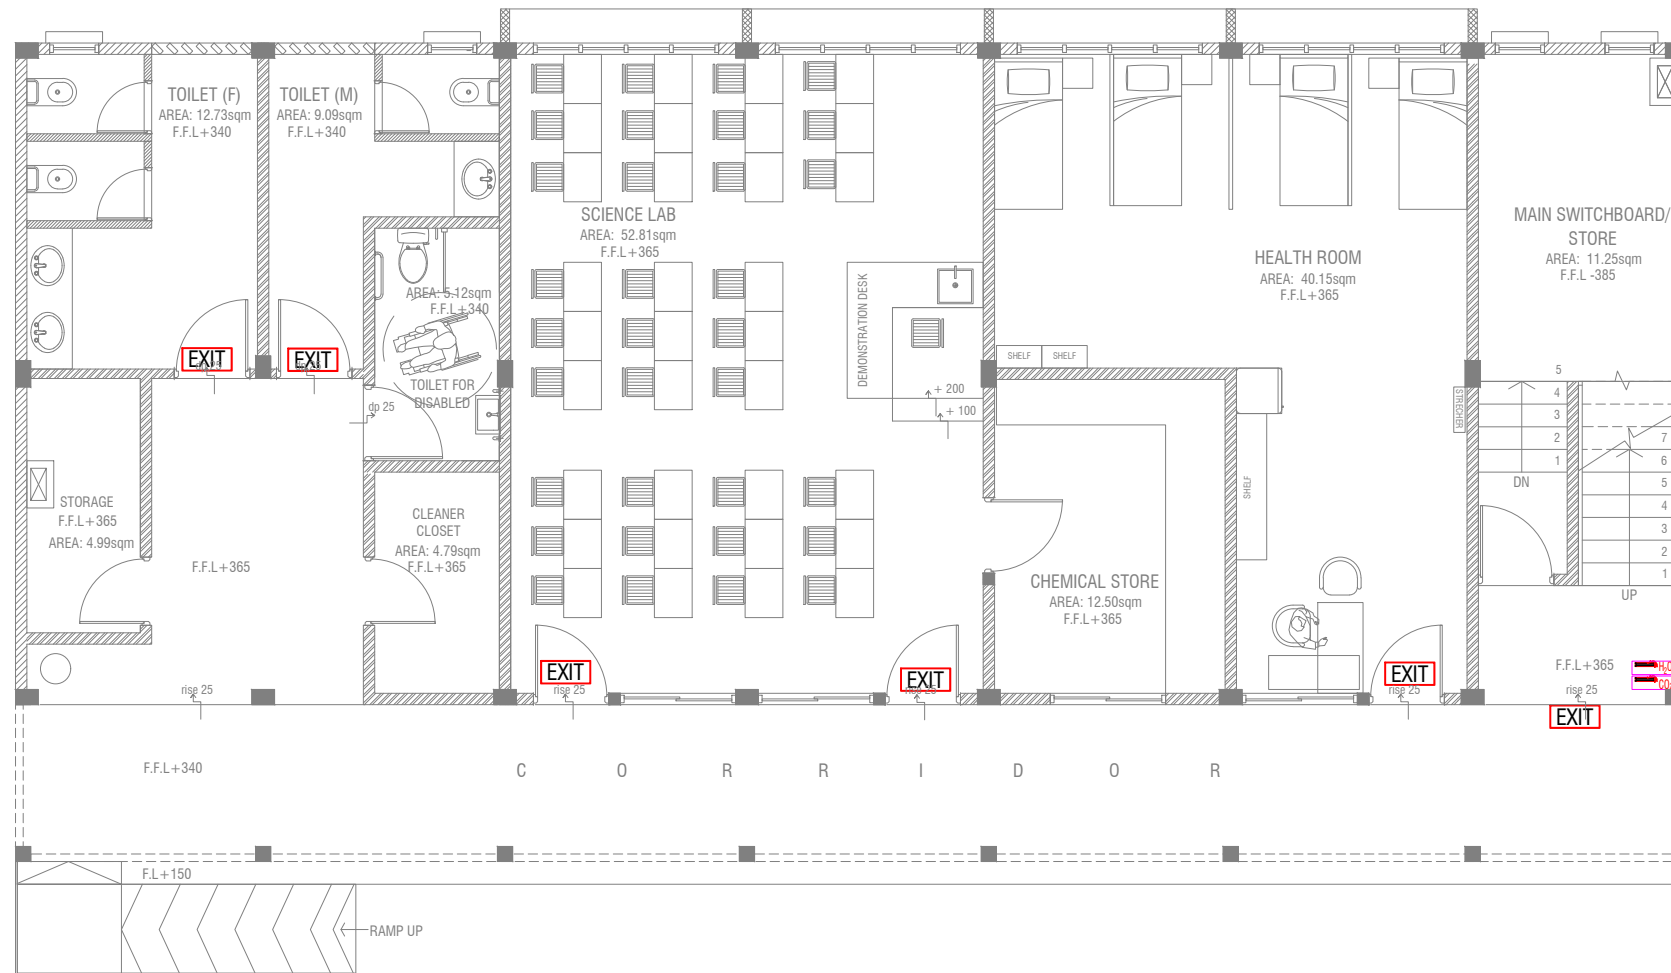 TOILET (F)
AREA: 12.73sqm
F.F.L+340
TOILET (M)
AREA: 9.09sqm
F.F.L+340
SCIENCE LAB
AREA: 52.81sqm
F.F.L+365
HEALTH ROOM
AREA: 40.15sqm
F.F.L+365
MAIN SWITCHBOARD/
STORE
AREA: 11.25sqm
F.F.L -385
AREA: 5.12sqm
F.F.L+340
TOILET FOR
DISABLED
DEMONSTRATION DESK
EXIT
EXIT
dp 25
SHELF
SHELF
+ 200
+ 100
STRECHER
SHELF
5
4
3
2
1
DN
7
6
5
4
3
2
1
UP
STORAGE
F.F.L+365
AREA: 4.99sqm
F.F.L+365
CLEANER
CLOSET
AREA: 4.79sqm
F.F.L+365
CHEMICAL STORE
AREA: 12.50sqm
F.F.L+365
F.F.L+365
rise 25
EXIT
rise 25
EXIT
EXIT
rise 25
rise 25
EXIT
F.F.L+340
CORRIDOR
F.L+150
RAMP UP